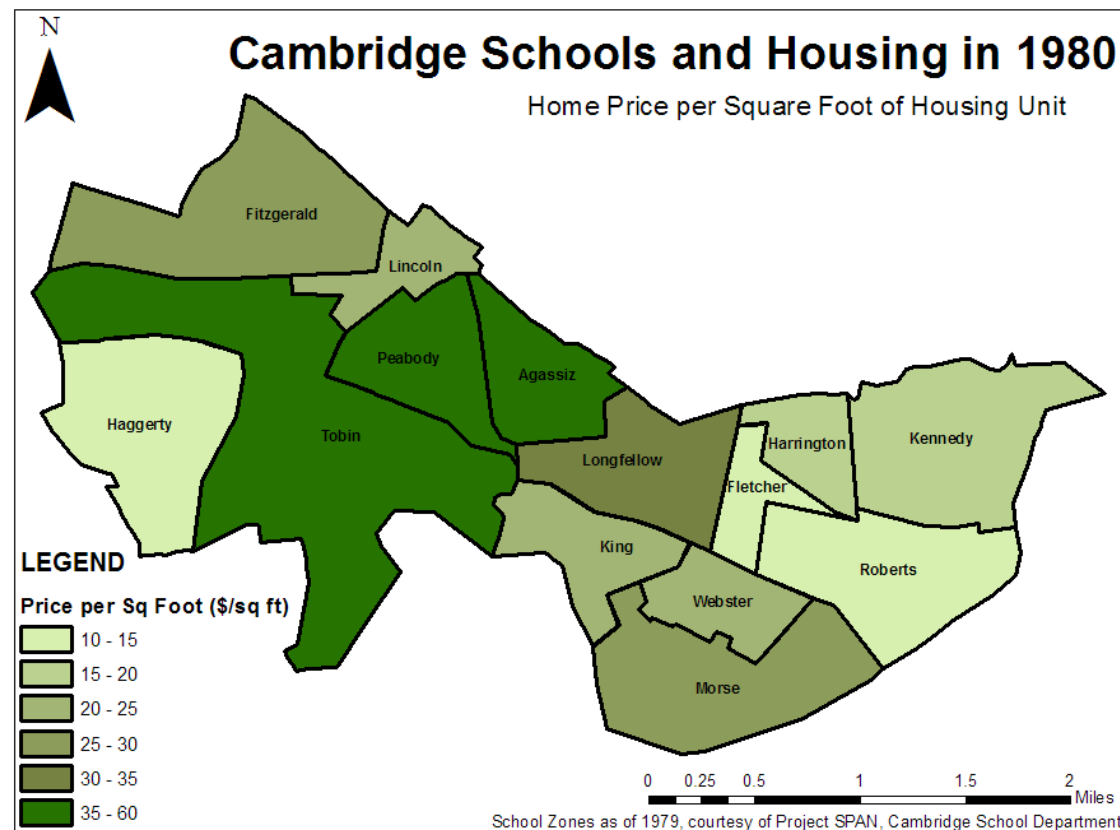 N
Cambridge Schools and Housing in 1980
Home Price per Square Foot of Housing Unit
Fitzgerald
Lincoln
Peabody
Agassiz
Haggerty
Tobin
Longfellow
Harrington
Kennedy
Fletcher
King
Roberts
Webster
Morse
LEGEND
Price per Sq Foot ($/sq ft)
10 - 15
15 - 20
20 - 25
25 - 30
30 - 35
35 - 60
0 0.25 0.5 1 1.5 2
Miles
School Zones as of 1979, courtesy of Project SPAN, Cambridge School Department